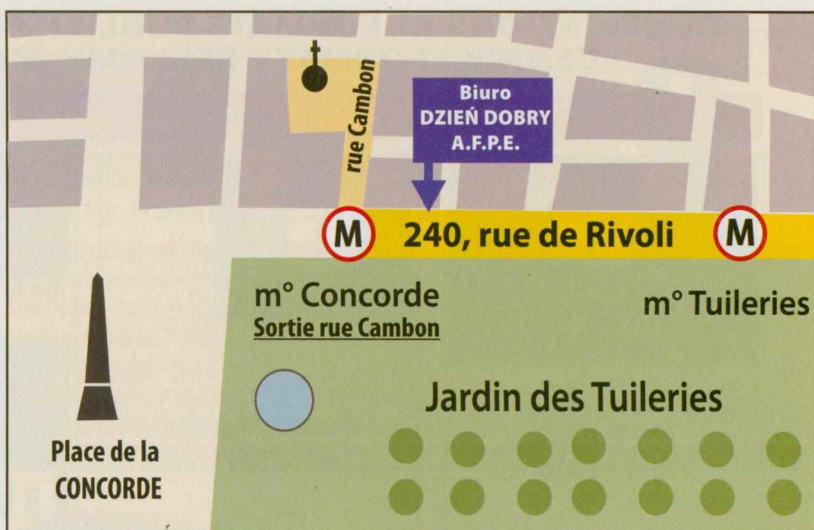 rue Cambon
Biuro
DZIEŃ DOBRY
A.F.P.E.
M
240, rue de Rivoli
M
m° Concorde
Sortie rue Cambon
m° Tuileries
Jardin des Tuileries
Place de la
CONCORDE